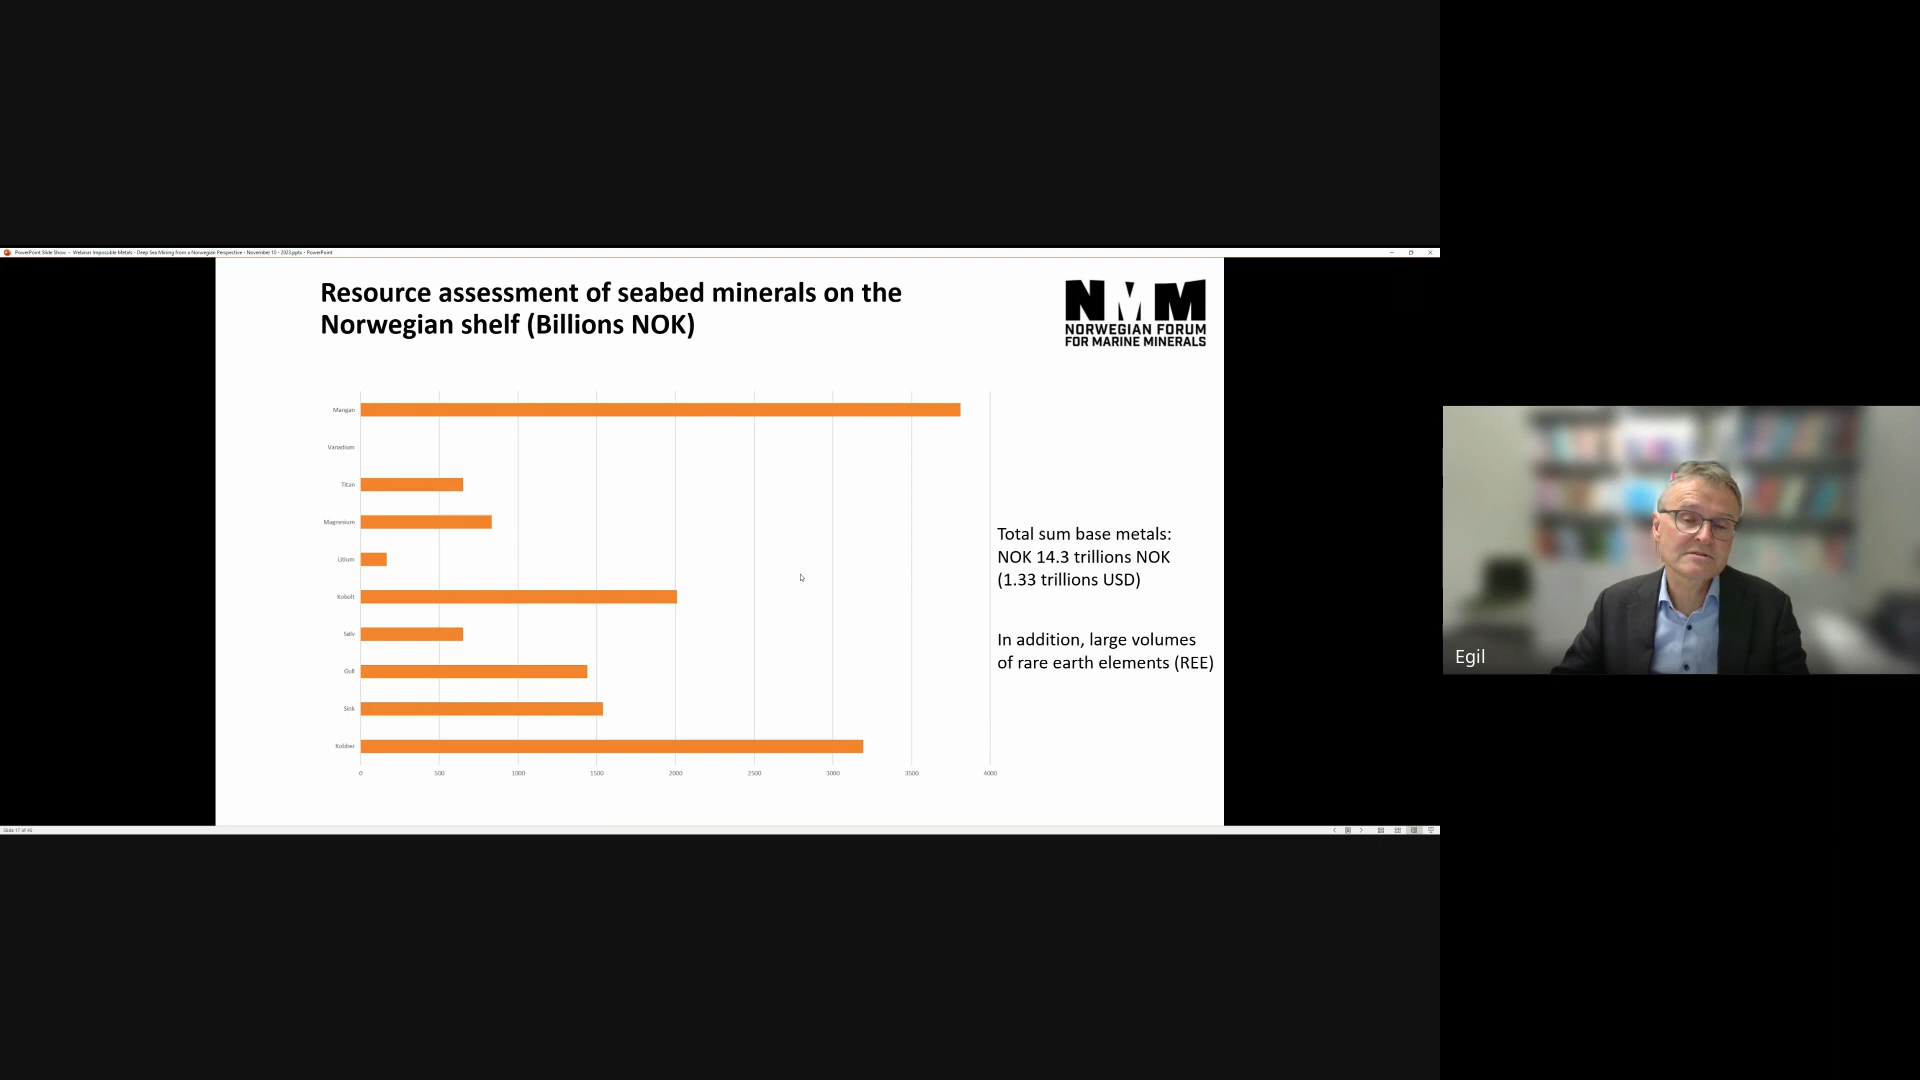 PowerPoint Slide Show - Webinar Impossible Metals - Deep Sea Mining from a Norwegian Perspective - November 10 - 2023.pptx - PowerPoint
Resource assessment of seabed minerals on the
Norwegian shelf (Billions NOK)
NMM
NORWEGIAN FORUM
FOR MARINE MINERALS
Mangan
Vanadium
Titan
Magnesium
Litium
Kobolt
Sølv
Gull
Sink
Kobber
0 500 1000 1500 2000 2500 3000 3500 4000
Total sum base metals:
NOK 14.3 trillions NOK
(1.33 trillions USD)
In addition, large volumes
of rare earth elements (REE)
Egil
Slide 17 of 46